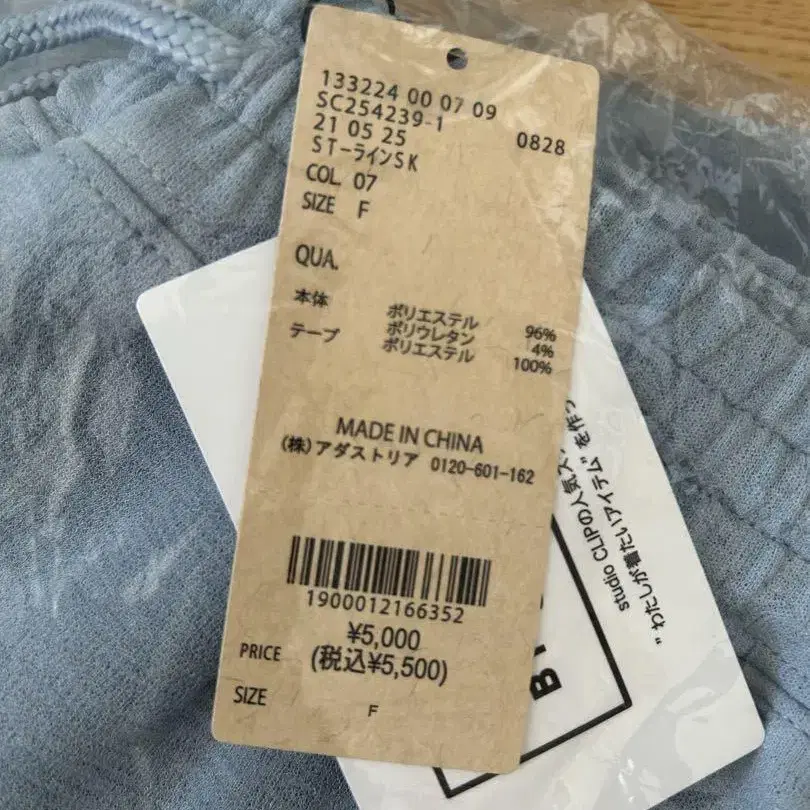 133224 00 07 09
SC254239-1
21 05 25 0828
STーラインSK
COL. 07
SIZE F
QUA.
本体 ポリエステル 96%
ポリウレタン 4%
テープ ポリエステル 100%
MADE IN CHINA
(株)アダストリア 0120-601-162
1900012166352
¥5,000
PRICE (税込¥5,500)
SIZE F
studio CLIPの人気ス
"わたしが着たいアイテム"を作っ